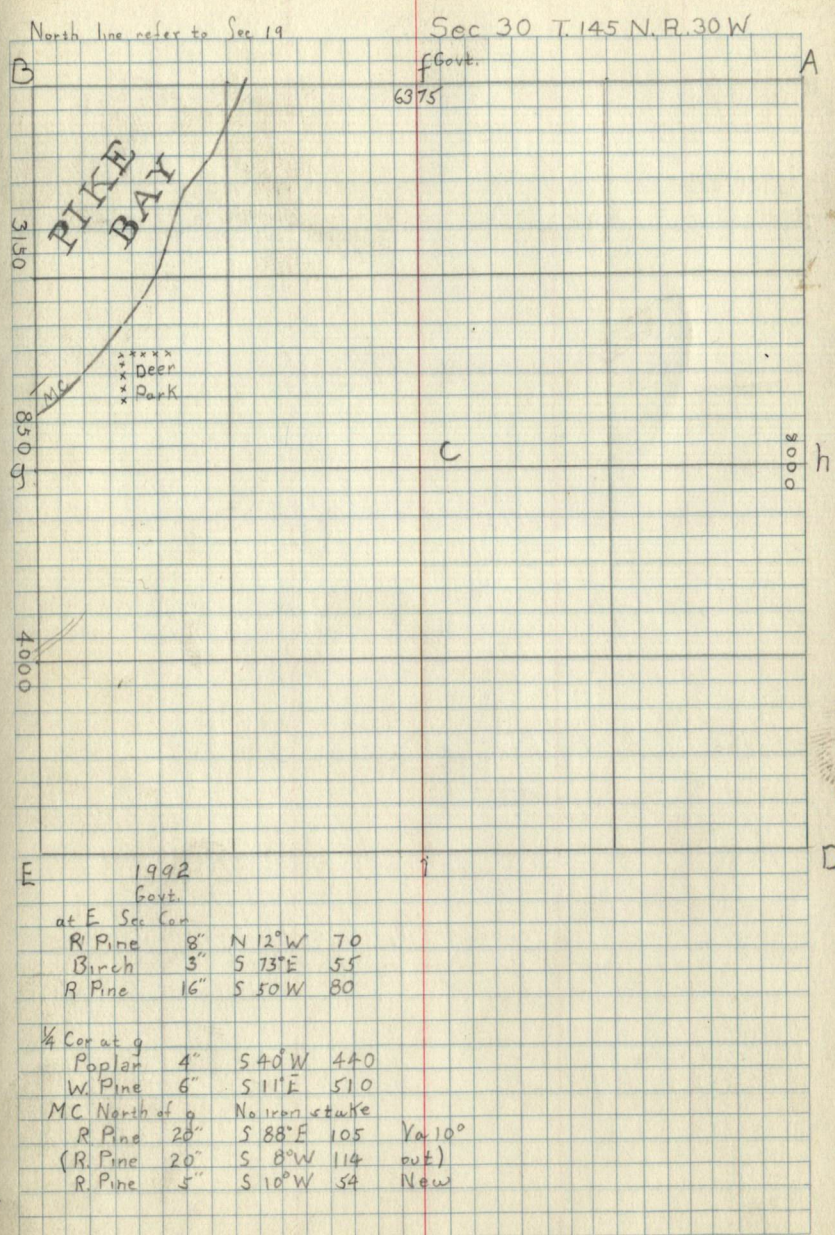 North line refer to Sec 19
Sec 30 T. 145 N. R. 30 W
B
f Govt.
A
6375
PIKE
BAY
3150
Deer
Park
MC
850
C
8000
h
g
4000
E
1992
i
D
Govt.
at E Sec Cor
R Pine 8" N 12° W 70
Birch 3" S 73° E 55
R Pine 16" S 50 W 80
1/4 Cor at g
Poplar 4" S 40° W 440
W. Pine 6" S 11° E 510
MC North of g No iron stake
R Pine 20" S 88° E 105 Va 10°
(R. Pine 20" S 8° W 114 out)
R. Pine 5" S 10° W 54 New